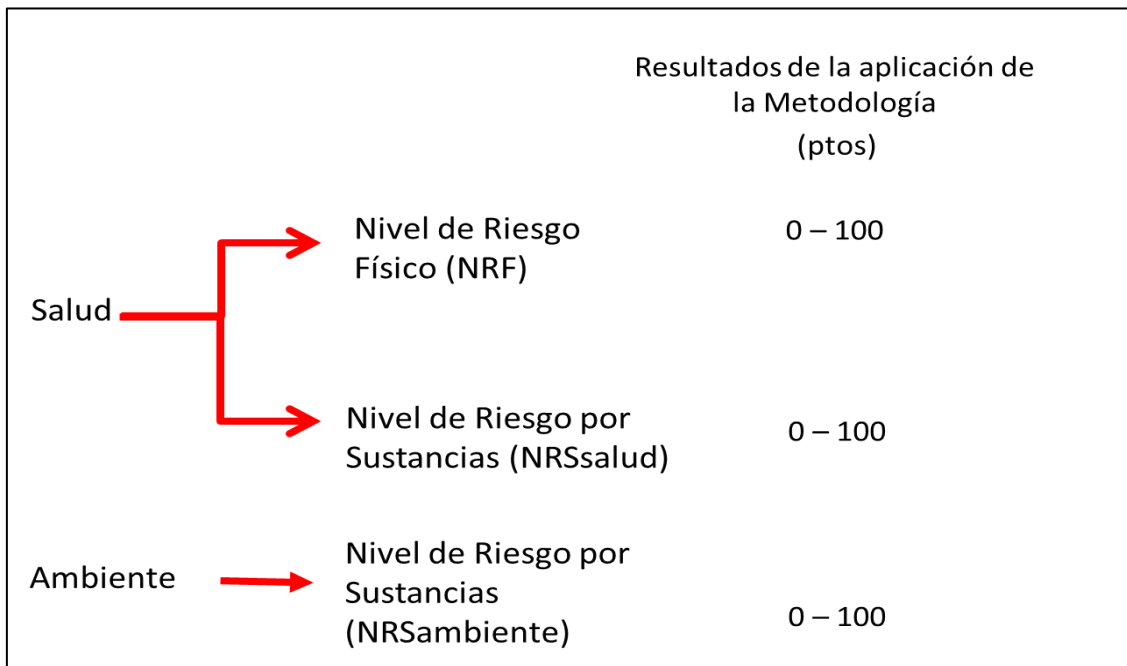 Resultados de la aplicación de
la Metodología
(ptos)
Salud
Nivel de Riesgo
Físico (NRF)
0 – 100
Nivel de Riesgo por
Sustancias (NRSsalud)
0 – 100
Ambiente
Nivel de Riesgo por
Sustancias
(NRSambiente)
0 – 100